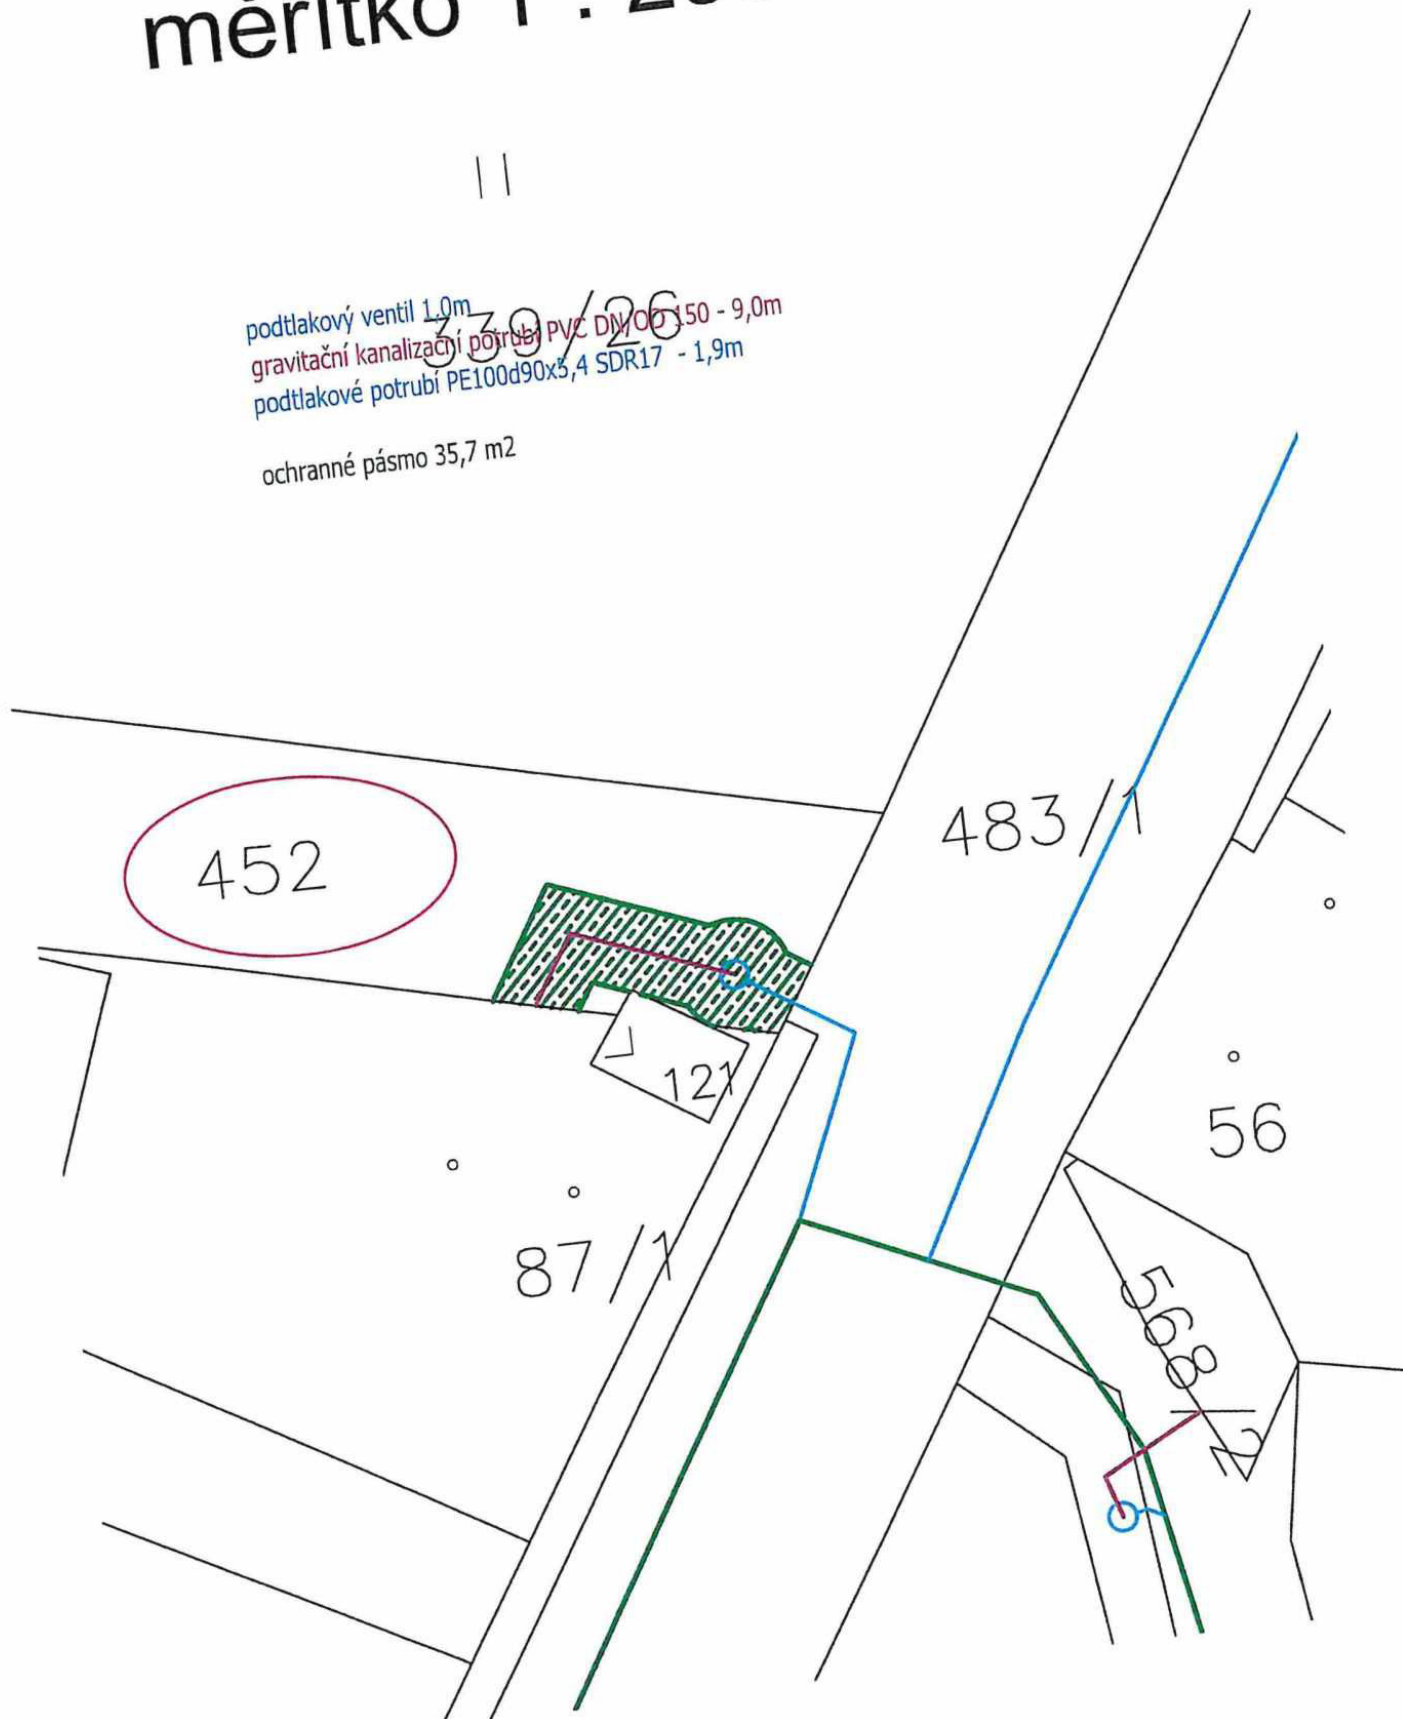 měřítko 1 :
339/26
podtlakový ventil 1,0m
gravitační kanalizační potrubí PVC DN/OD 150 - 9,0m
podtlakové potrubí PE100d90x5,4 SDR17 - 1,9m
ochranné pásmo 35,7 m2
483/1
452
121
56
87/1
568
2